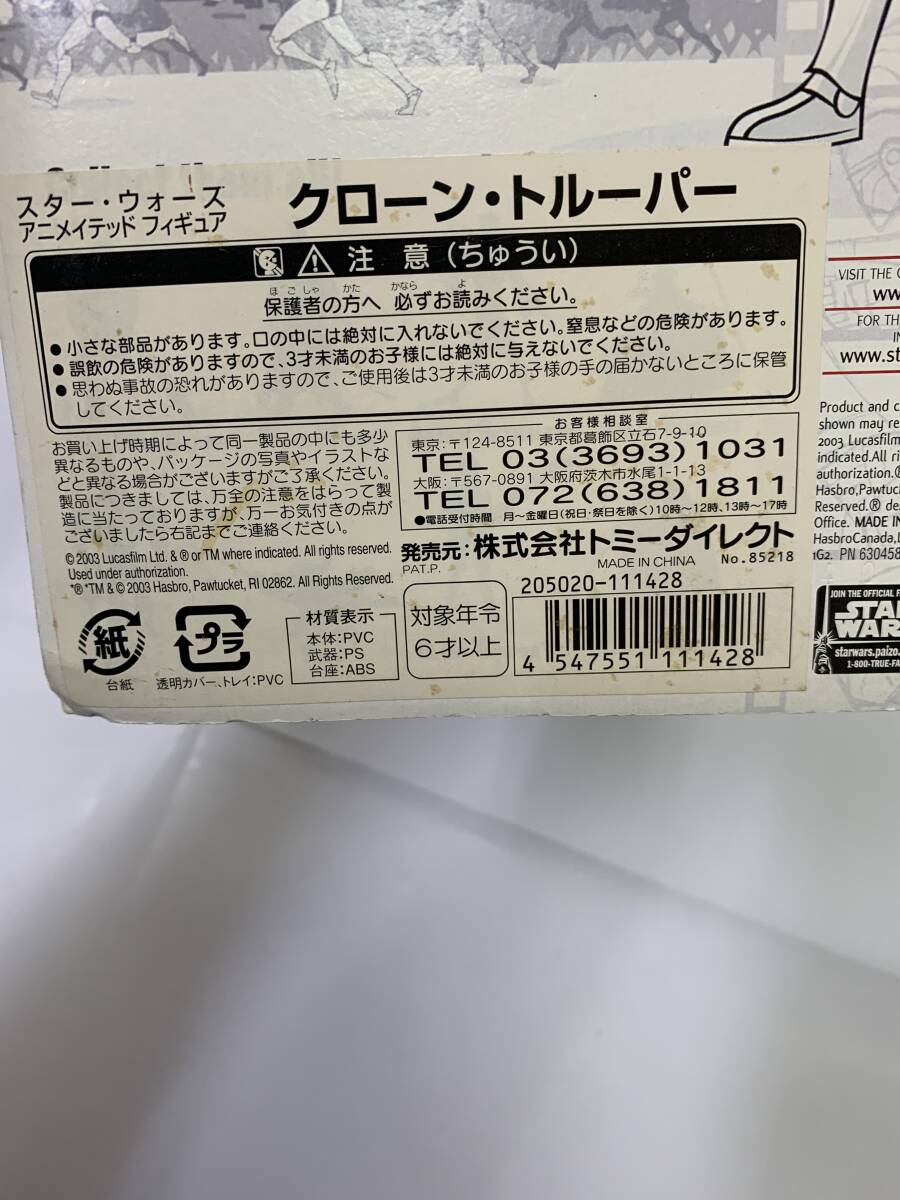 スター・ウォーズ
アニメイテッド フィギュア
クローン・トルーパー
注 意 (ちゅうい)
ほごしゃ かた かなら よ
保護者の方へ 必ずお読みください。
●小さな部品があります。口の中には絶対に入れないでください。窒息などの危険があります。
●誤飲の危険がありますので、3才未満のお子様には絶対に与えないでください。
●思わぬ事故の恐れがありますので、ご使用後は3才未満のお子様の手の届かないところに保管
してください。
お買い上げ時期によって同一製品の中にも多少
異なるものや、パッケージの写真やイラストな
どと異なる場合がございますがご了承ください。
製品につきましては、万全の注意をはらって製
造に当たっておりますが、万一お気付きの点が
ございましたら右記までご連絡ください。
© 2003 Lucasfilm Ltd. & ® or TM where indicated. All rights reserved.
Used under authorization.
*®*TM & © 2003 Hasbro, Pawtucket, RI 02862. All Rights Reserved.
お客様相談室
東京:〒124-8511 東京都葛飾区立石7-9-10
TEL 03(3693)1031
大阪:〒567-0891 大阪府茨木市水尾1-1-13
TEL 072(638)1811
●電話受付時間 月〜金曜日(祝日・祭日を除く)10時〜12時、13時〜17時
発売元:株式会社トミーダイレクト
PAT.P.
MADE IN CHINA No.85218
205020-111428
紙
台紙
プラ
透明カバー、トレイ:PVC
材質表示
本体:PVC
武器:PS
台座:ABS
対象年令
6才以上
4 547551 111428
VISIT THE
FOR TH
www.st
Product and c
shown may re
2003 Lucasfilm
indicated.All ri
authorization.®
Hasbro,Pawtuck
Reserved.® de
Office. MADE IN
HasbroCanada,L
1G2. PN 630458
JOIN THE OFFICIAL F
STA
WAR
starwars.paizo.
1-800-TRUE-FA